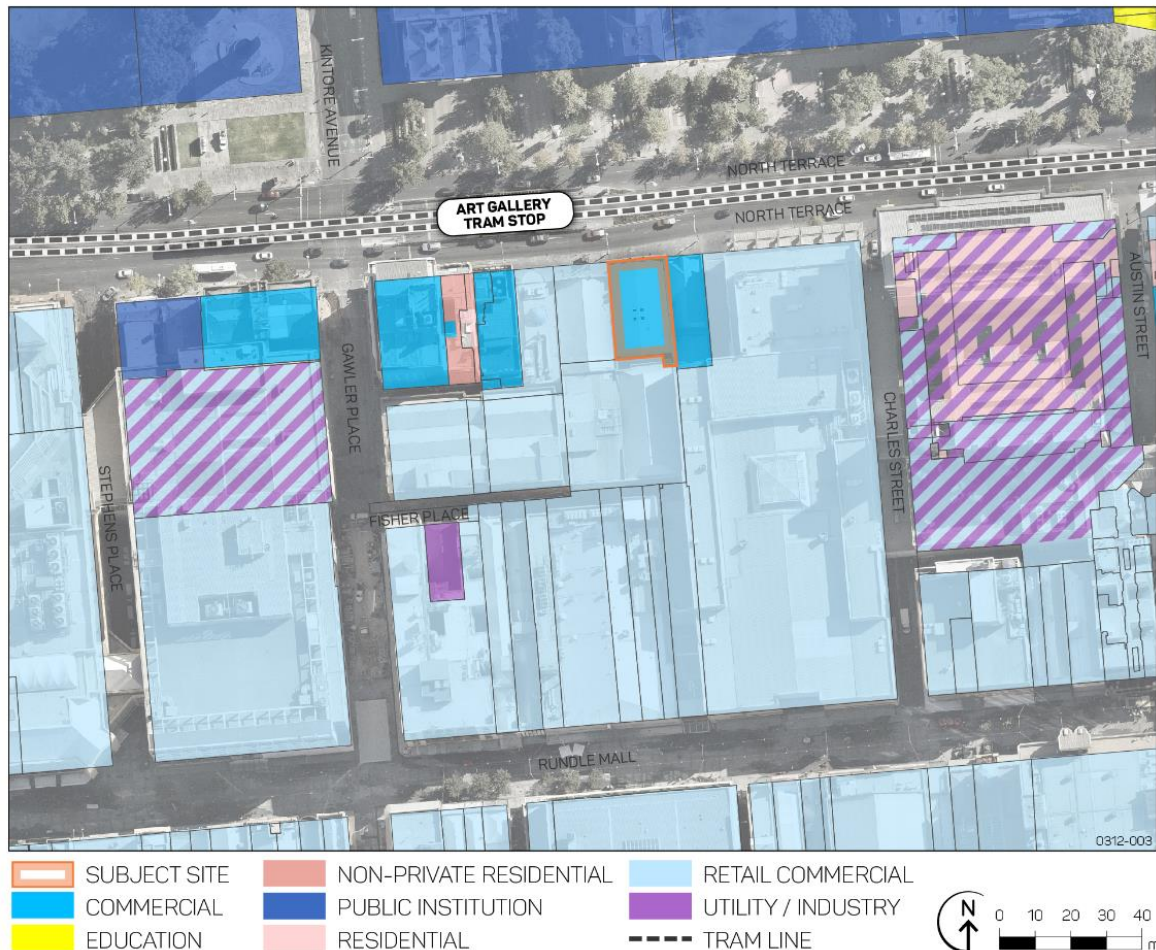 KINTORE AVENUE
NORTH TERRACE
ART GALLERY
TRAM STOP
NORTH TERRACE
AUSTIN STREET
GAWLER PLACE
CHARLES STREET
STEPHENS PLACE
FISHER PLACE
RUNDLE MALL
0312-003
SUBJECT SITE
NON-PRIVATE RESIDENTIAL
RETAIL COMMERCIAL
COMMERCIAL
PUBLIC INSTITUTION
UTILITY / INDUSTRY
EDUCATION
RESIDENTIAL
TRAM LINE
N
0 10 20 30 40
m